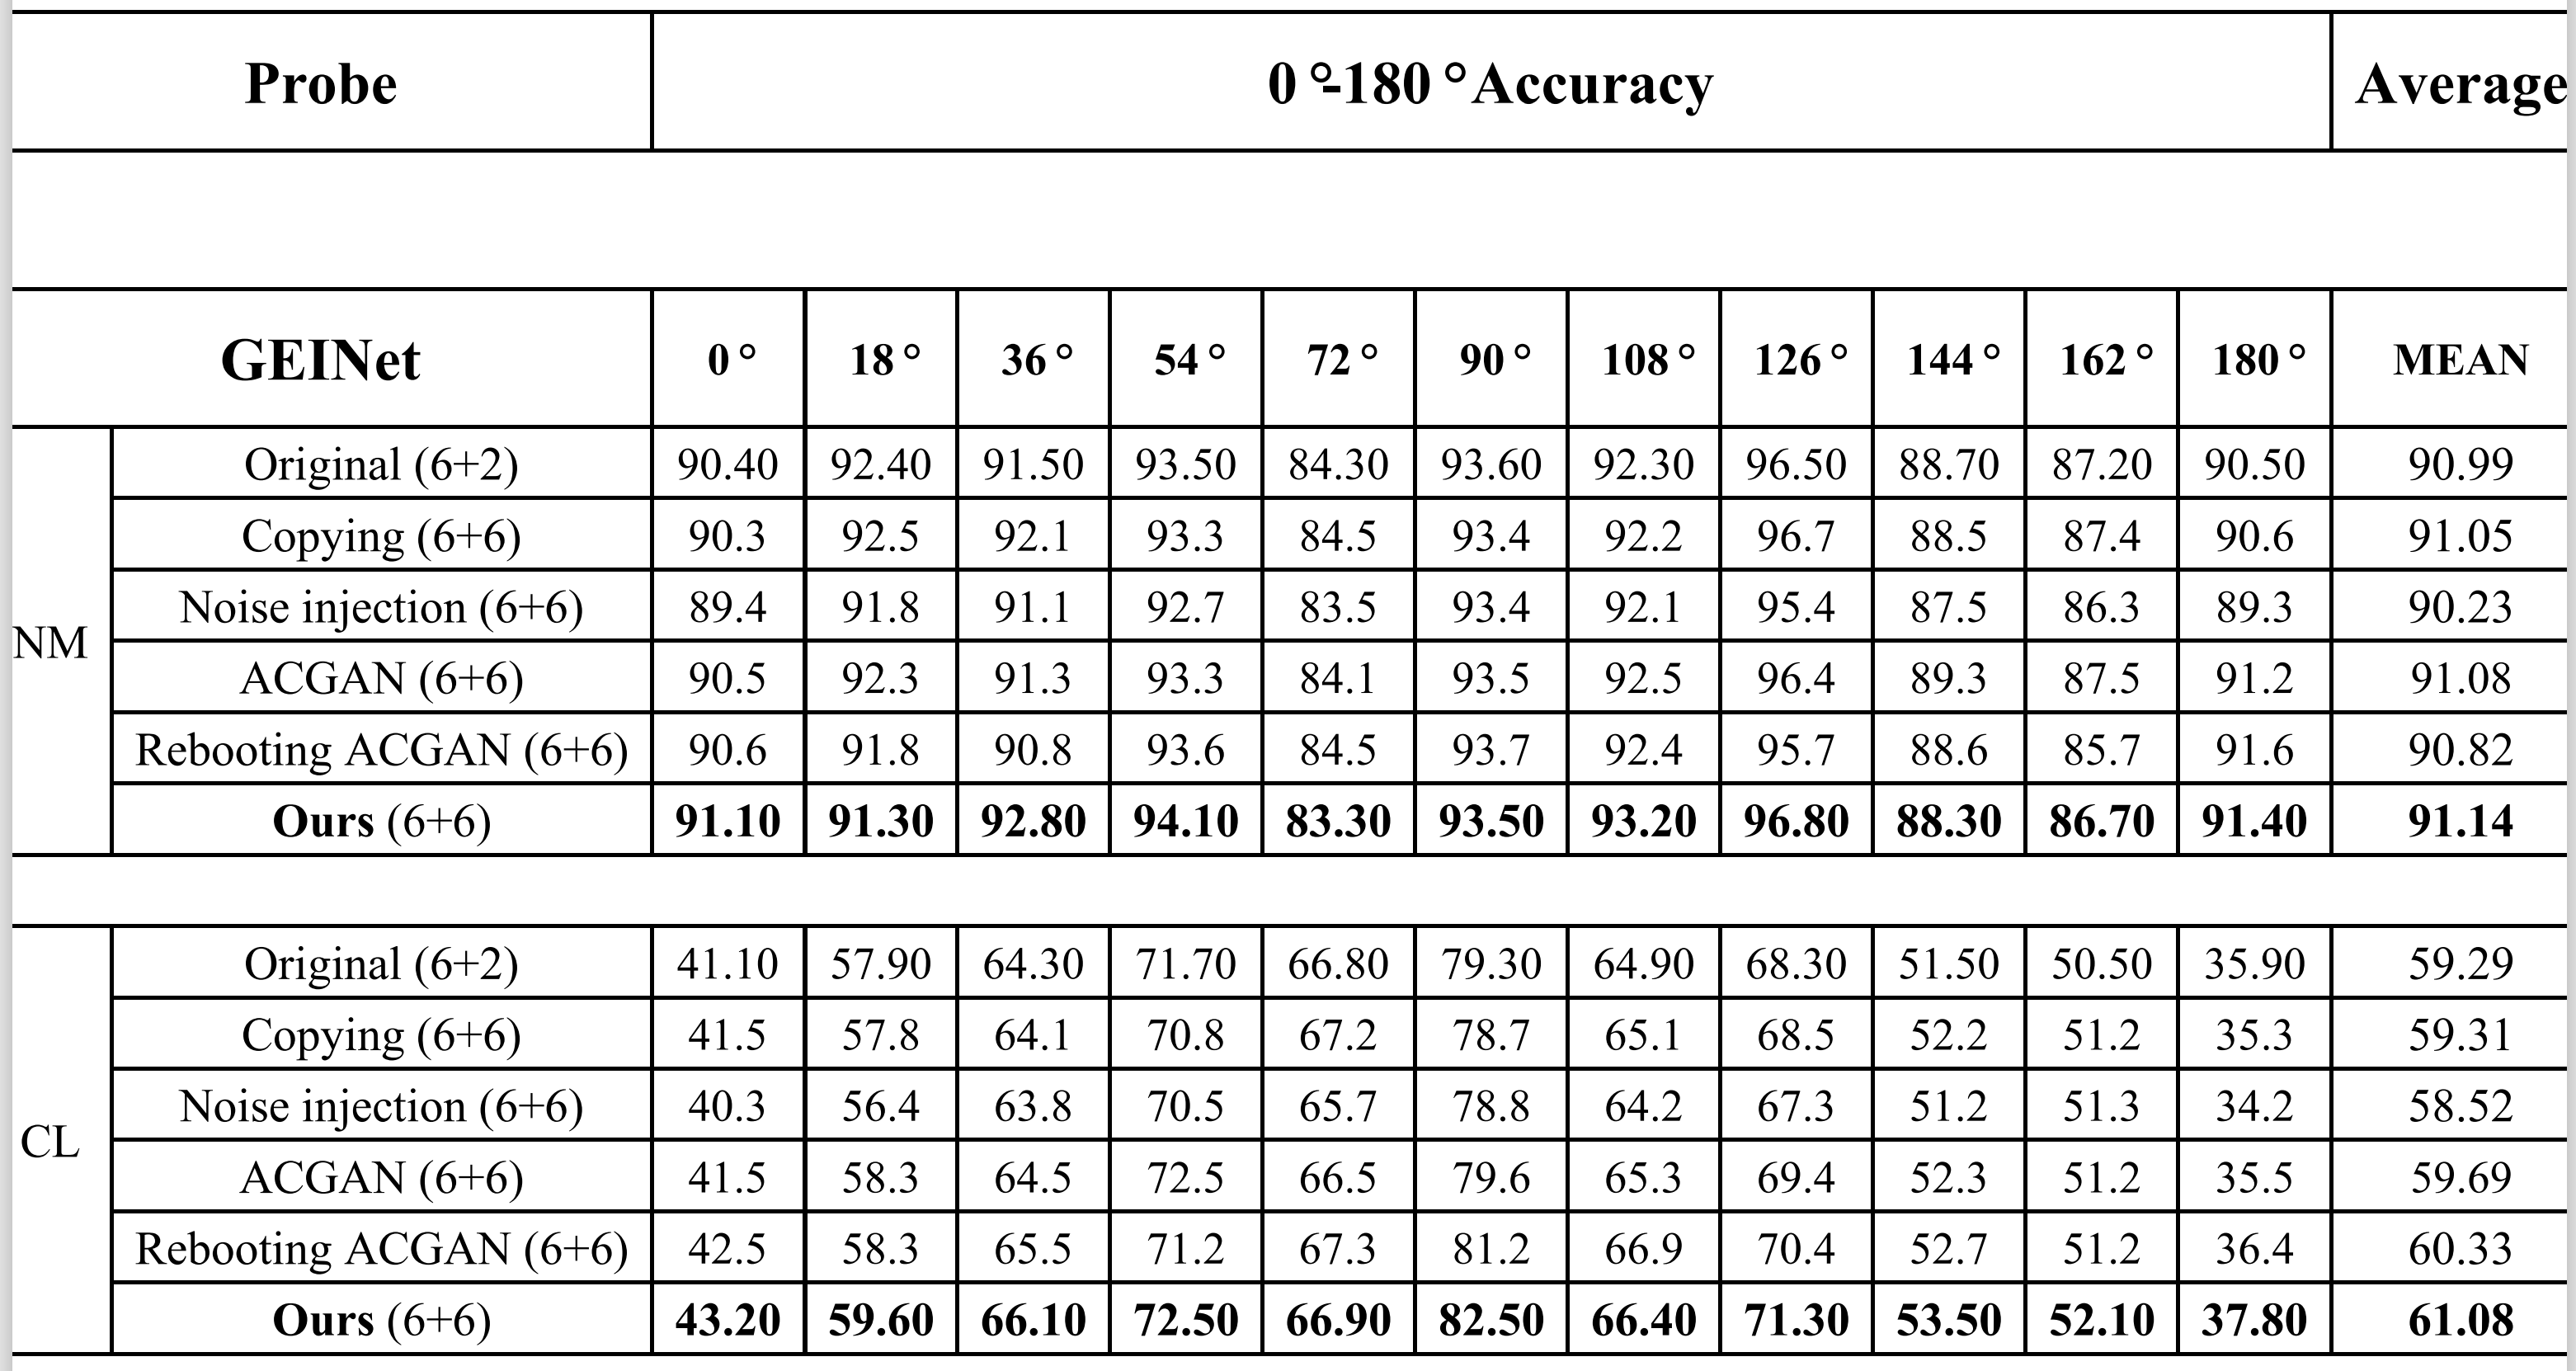 Probe 0 °-180 ° Accuracy Average
GEINet 0 ° 18 ° 36 ° 54 ° 72 ° 90 ° 108 ° 126 ° 144 ° 162 ° 180 ° MEAN
NM
Original (6+2) 90.40 92.40 91.50 93.50 84.30 93.60 92.30 96.50 88.70 87.20 90.50 90.99
Copying (6+6) 90.3 92.5 92.1 93.3 84.5 93.4 92.2 96.7 88.5 87.4 90.6 91.05
Noise injection (6+6) 89.4 91.8 91.1 92.7 83.5 93.4 92.1 95.4 87.5 86.3 89.3 90.23
ACGAN (6+6) 90.5 92.3 91.3 93.3 84.1 93.5 92.5 96.4 89.3 87.5 91.2 91.08
Rebooting ACGAN (6+6) 90.6 91.8 90.8 93.6 84.5 93.7 92.4 95.7 88.6 85.7 91.6 90.82
Ours (6+6) 91.10 91.30 92.80 94.10 83.30 93.50 93.20 96.80 88.30 86.70 91.40 91.14
CL
Original (6+2) 41.10 57.90 64.30 71.70 66.80 79.30 64.90 68.30 51.50 50.50 35.90 59.29
Copying (6+6) 41.5 57.8 64.1 70.8 67.2 78.7 65.1 68.5 52.2 51.2 35.3 59.31
Noise injection (6+6) 40.3 56.4 63.8 70.5 65.7 78.8 64.2 67.3 51.2 51.3 34.2 58.52
ACGAN (6+6) 41.5 58.3 64.5 72.5 66.5 79.6 65.3 69.4 52.3 51.2 35.5 59.69
Rebooting ACGAN (6+6) 42.5 58.3 65.5 71.2 67.3 81.2 66.9 70.4 52.7 51.2 36.4 60.33
Ours (6+6) 43.20 59.60 66.10 72.50 66.90 82.50 66.40 71.30 53.50 52.10 37.80 61.08